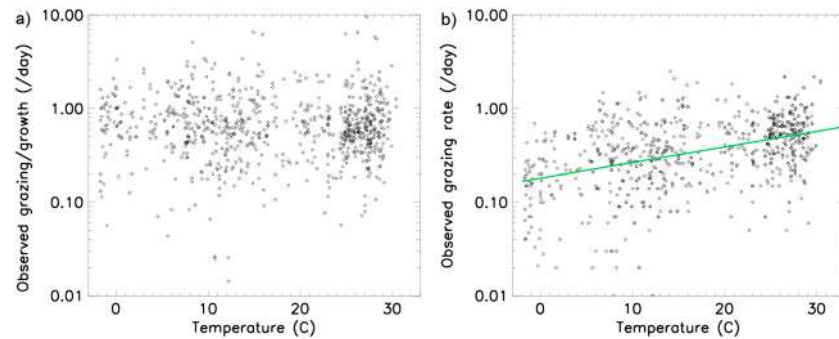 a)
10.00
1.00
0.10
0.01
Observed grazing/growth (/day)
0
10
20
30
Temperature (C)
b)
10.00
1.00
0.10
0.01
Observed grazing rate (/day)
0
10
20
30
Temperature (C)